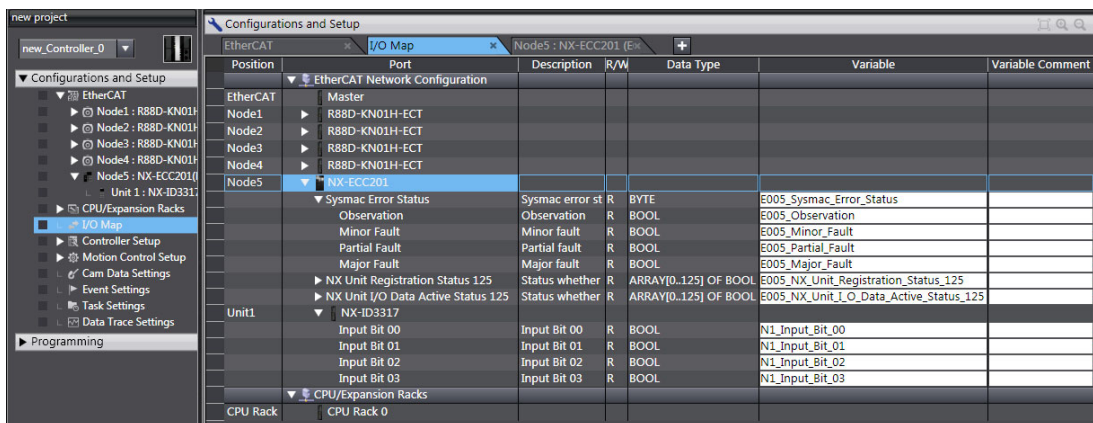 new project
Configurations and Setup
new_Controller_0
EtherCAT
I/O Map
Node5 : NX-ECC201 (E
Position Port Description R/W Data Type Variable Variable Comment
Configurations and Setup
EtherCAT
Node1 : R88D-KN01H
Node2 : R88D-KN01H
Node3 : R88D-KN01H
Node4 : R88D-KN01H
Node5 : NX-ECC201(
Unit 1 : NX-ID3317
CPU/Expansion Racks
I/O Map
Controller Setup
Motion Control Setup
Cam Data Settings
Event Settings
Task Settings
Data Trace Settings
Programming
EtherCAT Network Configuration
EtherCAT Master
Node1 R88D-KN01H-ECT
Node2 R88D-KN01H-ECT
Node3 R88D-KN01H-ECT
Node4 R88D-KN01H-ECT
Node5 NX-ECC201
Sysmac Error Status Sysmac error st R BYTE E005_Sysmac_Error_Status
Observation Observation R BOOL E005_Observation
Minor Fault Minor fault R BOOL E005_Minor_Fault
Partial Fault Partial fault R BOOL E005_Partial_Fault
Major Fault Major fault R BOOL E005_Major_Fault
NX Unit Registration Status 125 Status whether R ARRAY[0..125] OF BOOL E005_NX_Unit_Registration_Status_125
NX Unit I/O Data Active Status 125 Status whether R ARRAY[0..125] OF BOOL E005_NX_Unit_I_O_Data_Active_Status_125
Unit1 NX-ID3317
Input Bit 00 Input Bit 00 R BOOL N1_Input_Bit_00
Input Bit 01 Input Bit 01 R BOOL N1_Input_Bit_01
Input Bit 02 Input Bit 02 R BOOL N1_Input_Bit_02
Input Bit 03 Input Bit 03 R BOOL N1_Input_Bit_03
CPU/Expansion Racks
CPU Rack CPU Rack 0